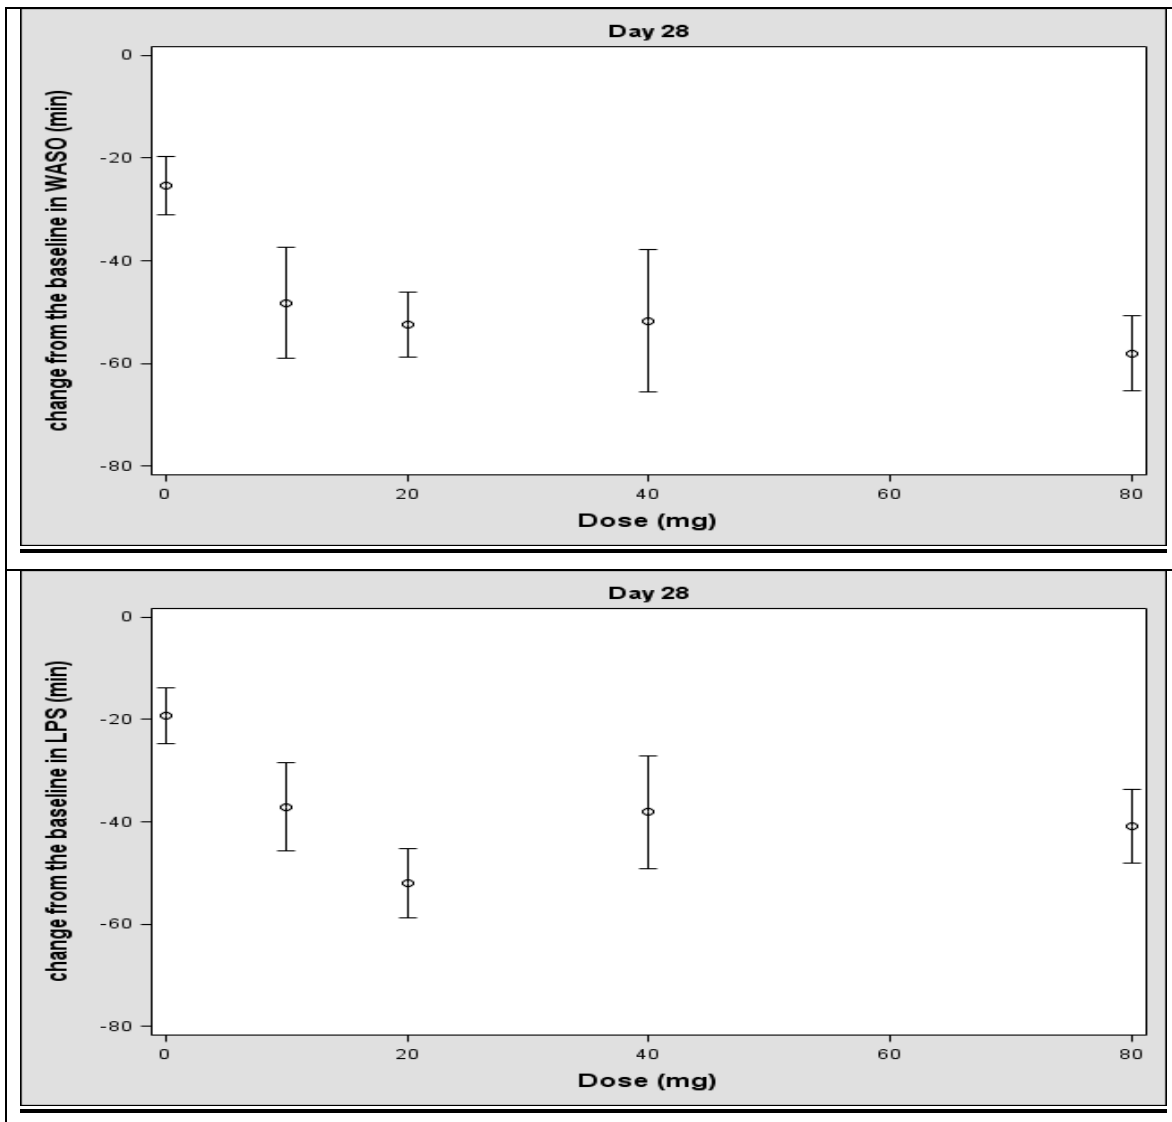 Day 28
change from the baseline in WASO (min)
0
-20
-40
-60
-80
0 20 40 60 80
Dose (mg)
Day 28
change from the baseline in LPS (min)
0
-20
-40
-60
-80
0 20 40 60 80
Dose (mg)